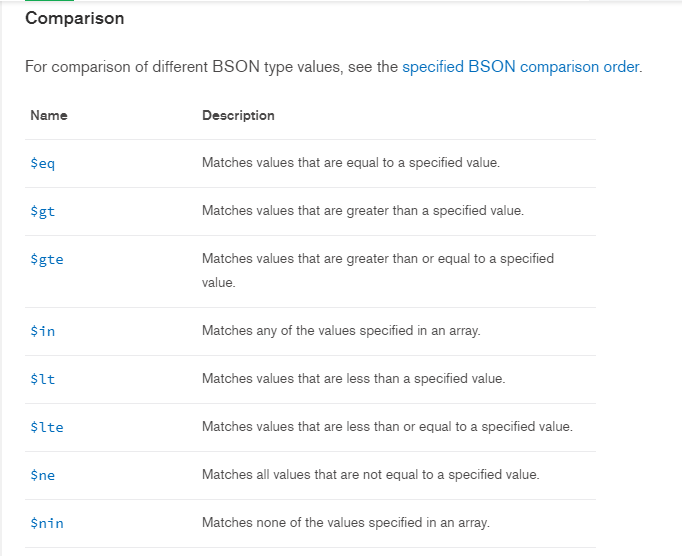 Comparison
For comparison of different BSON type values, see the specified BSON comparison order.
Name Description
$eq Matches values that are equal to a specified value.
$gt Matches values that are greater than a specified value.
$gte Matches values that are greater than or equal to a specified
value.
$in Matches any of the values specified in an array.
$lt Matches values that are less than a specified value.
$lte Matches values that are less than or equal to a specified value.
$ne Matches all values that are not equal to a specified value.
$nin Matches none of the values specified in an array.